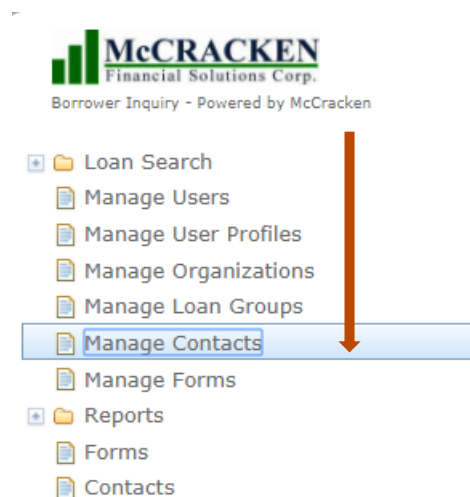 McCRACKEN
Financial Solutions Corp.
Borrower Inquiry - Powered by McCracken
Loan Search
Manage Users
Manage User Profiles
Manage Organizations
Manage Loan Groups
Manage Contacts
Manage Forms
Reports
Forms
Contacts